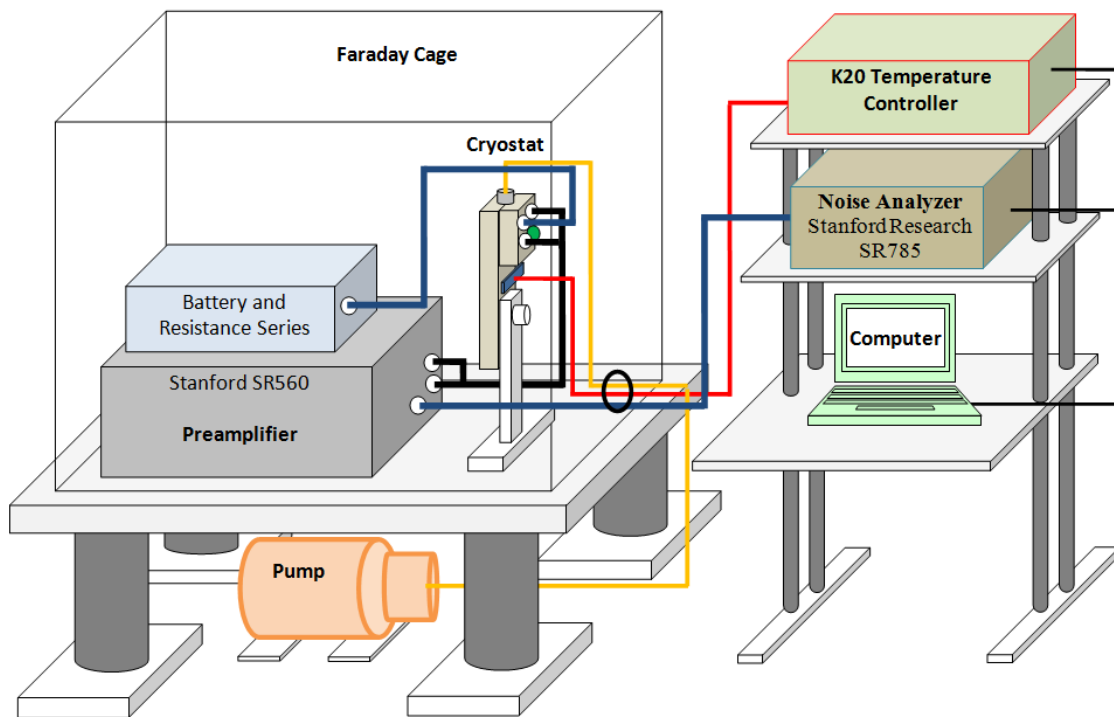 Faraday Cage
Cryostat
Battery and
Resistance Series
Stanford SR560
Preamplifier
Pump
K20 Temperature
Controller
Noise Analyzer
Stanford Research
SR785
Computer